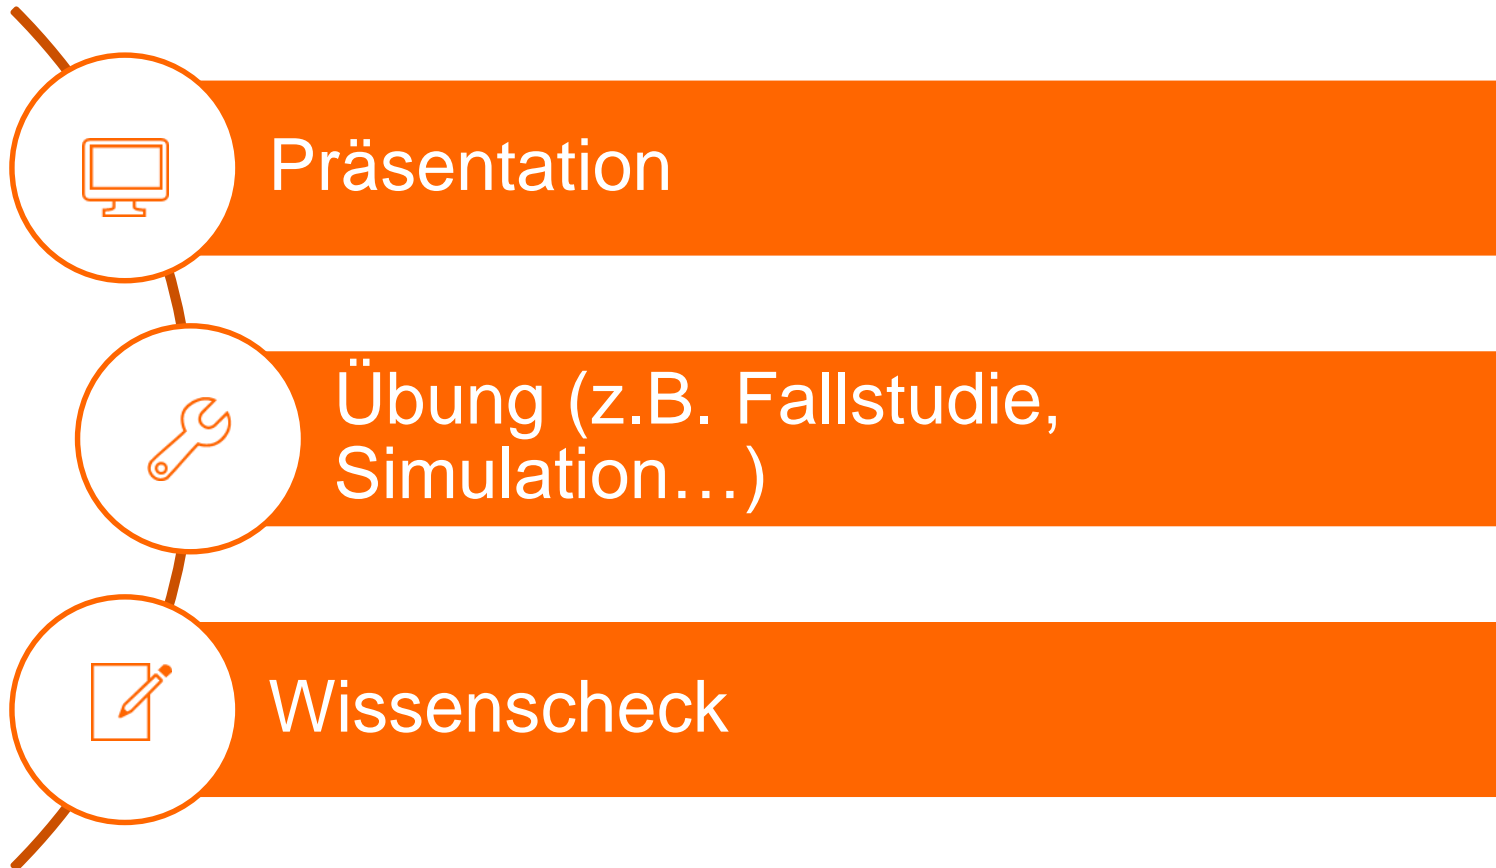 Präsentation
Übung (z.B. Fallstudie,
Simulation…)
Wissenscheck